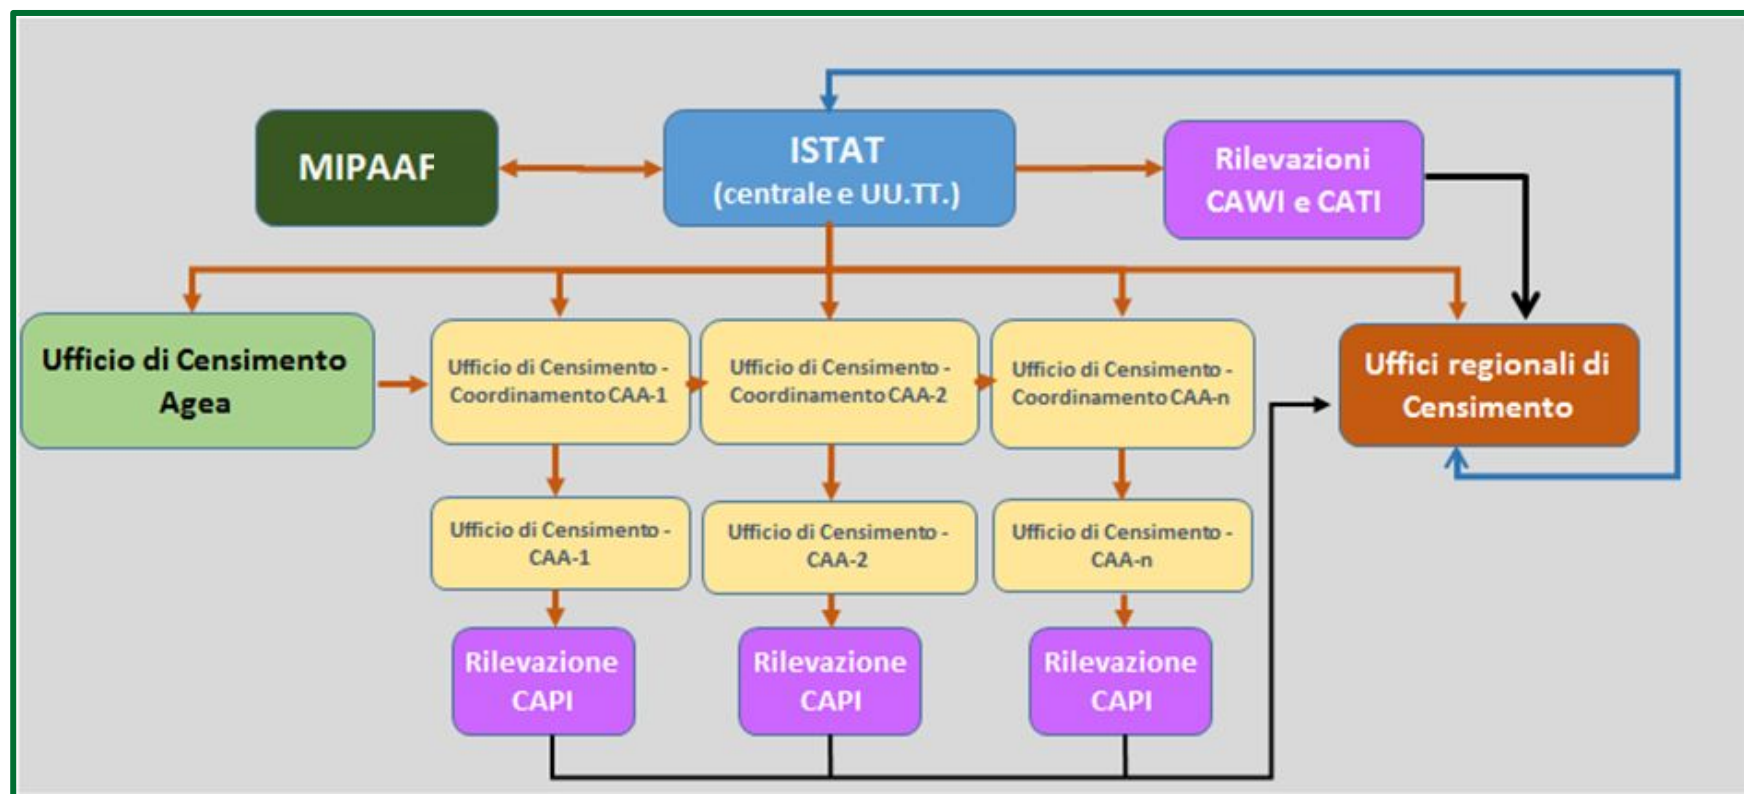 MIPAAF
ISTAT
(centrale e UU.TT.)
Rilevazioni
CAWI e CATI
Ufficio di Censimento
Agea
Ufficio di Censimento -
Coordinamento CAA-1
Ufficio di Censimento -
Coordinamento CAA-2
Ufficio di Censimento -
Coordinamento CAA-n
Uffici regionali di
Censimento
Ufficio di Censimento -
CAA-1
Ufficio di Censimento -
CAA-2
Ufficio di Censimento -
CAA-n
Rilevazione
CAPI
Rilevazione
CAPI
Rilevazione
CAPI